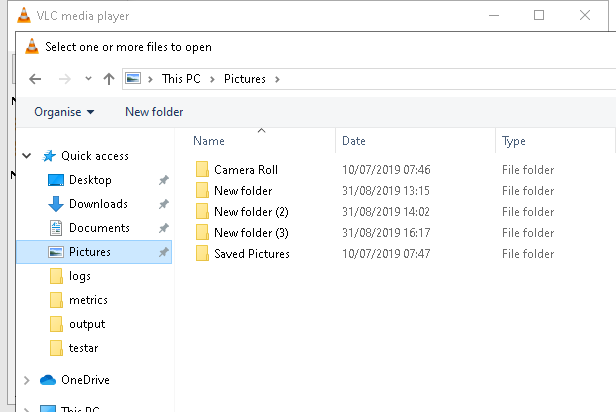 VLC media player
Select one or more files to open
This PC > Pictures >
Organise New folder
Name Date Type
Quick access
Desktop
Downloads
Documents
Pictures
logs
metrics
output
testar
OneDrive
This PC
Camera Roll 10/07/2019 07:46 File folder
New folder 31/08/2019 13:15 File folder
New folder (2) 31/08/2019 14:02 File folder
New folder (3) 31/08/2019 16:17 File folder
Saved Pictures 10/07/2019 07:47 File folder